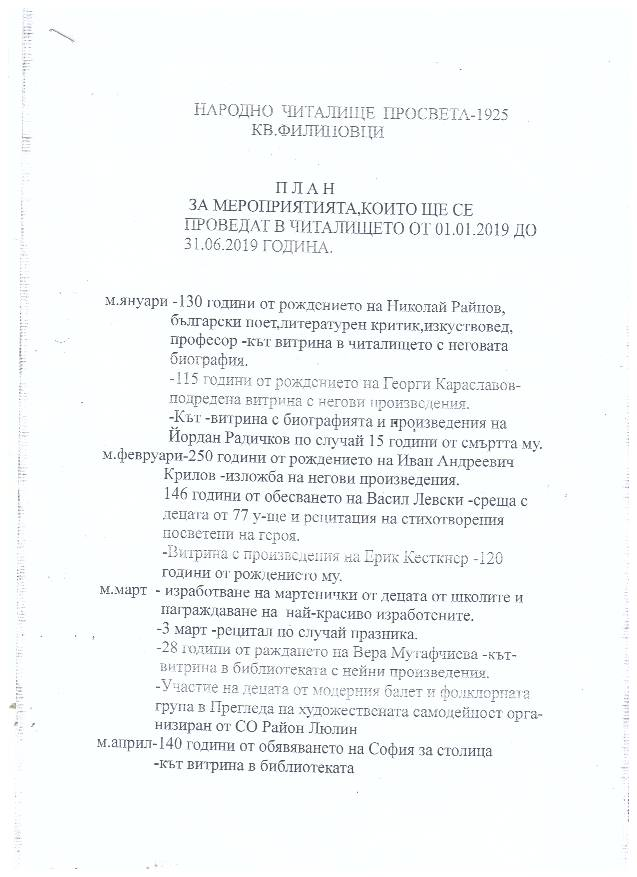 НАРОДНО ЧИТАЛИЩЕ ПРОСВЕТА-1925
КВ.ФИЛИПОВЦИ
П Л А Н
ЗА МЕРОПРИЯТИЯТА,КОИТО ЩЕ СЕ
ПРОВЕДАТ В ЧИТАЛИЩЕТО ОТ 01.01.2019 ДО
31.06.2019 ГОДИНА.
м.януари -130 години от рождението на Николай Райнов,
български поет,литературен критик,изкуствовед,
професор -кът витрина в читалището с неговата
биография.
-115 години от рождението на Георги Караславов-
подредена витрина с негови произведения.
-Кът -витрина с биографията и произведения на
Йордан Радичков по случай 15 години от смъртта му.
м.февруари-250 години от рождението на Иван Андреевич
Крилов -изложба на негови произведения.
146 години от обесването на Васил Левски -среща с
децата от 77 у-ще и рецитация на стихотворения
посветени на героя.
-Витрина с произведения на Ерик Кестнер -120
години от рождението му.
м.март - изработване на мартенички от децата от школите и
награждаване на най-красиво изработените.
-3 март -рецитал по случай празника.
-28 години от раждането на Вера Мутафчиева -кът-
витрина в библиотеката с нейни произведения.
-Участие на децата от модерния балет и фолклорната
група в Прегледа на художествената самодейност орга-
низиран от СО Район Люлин
м.април-140 години от обявяването на София за столица
-кът витрина в библиотеката